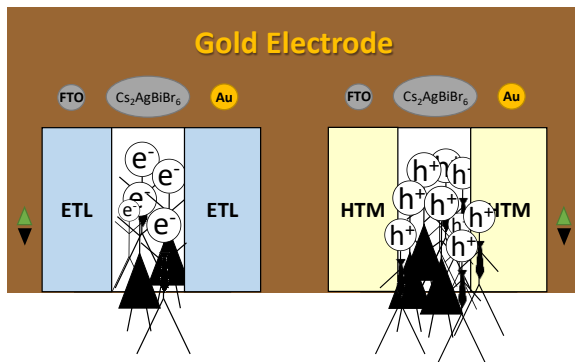 Gold Electrode
FTO Cs₂AgBiBr₆ Au
ETL
e⁻
e⁻
e⁻
e⁻
e⁻
ETL
FTO Cs₂AgBiBr₆ Au
HTM
h⁺
h⁺
h⁺
h⁺
h⁺
h⁺
h⁺
h⁺
HTM